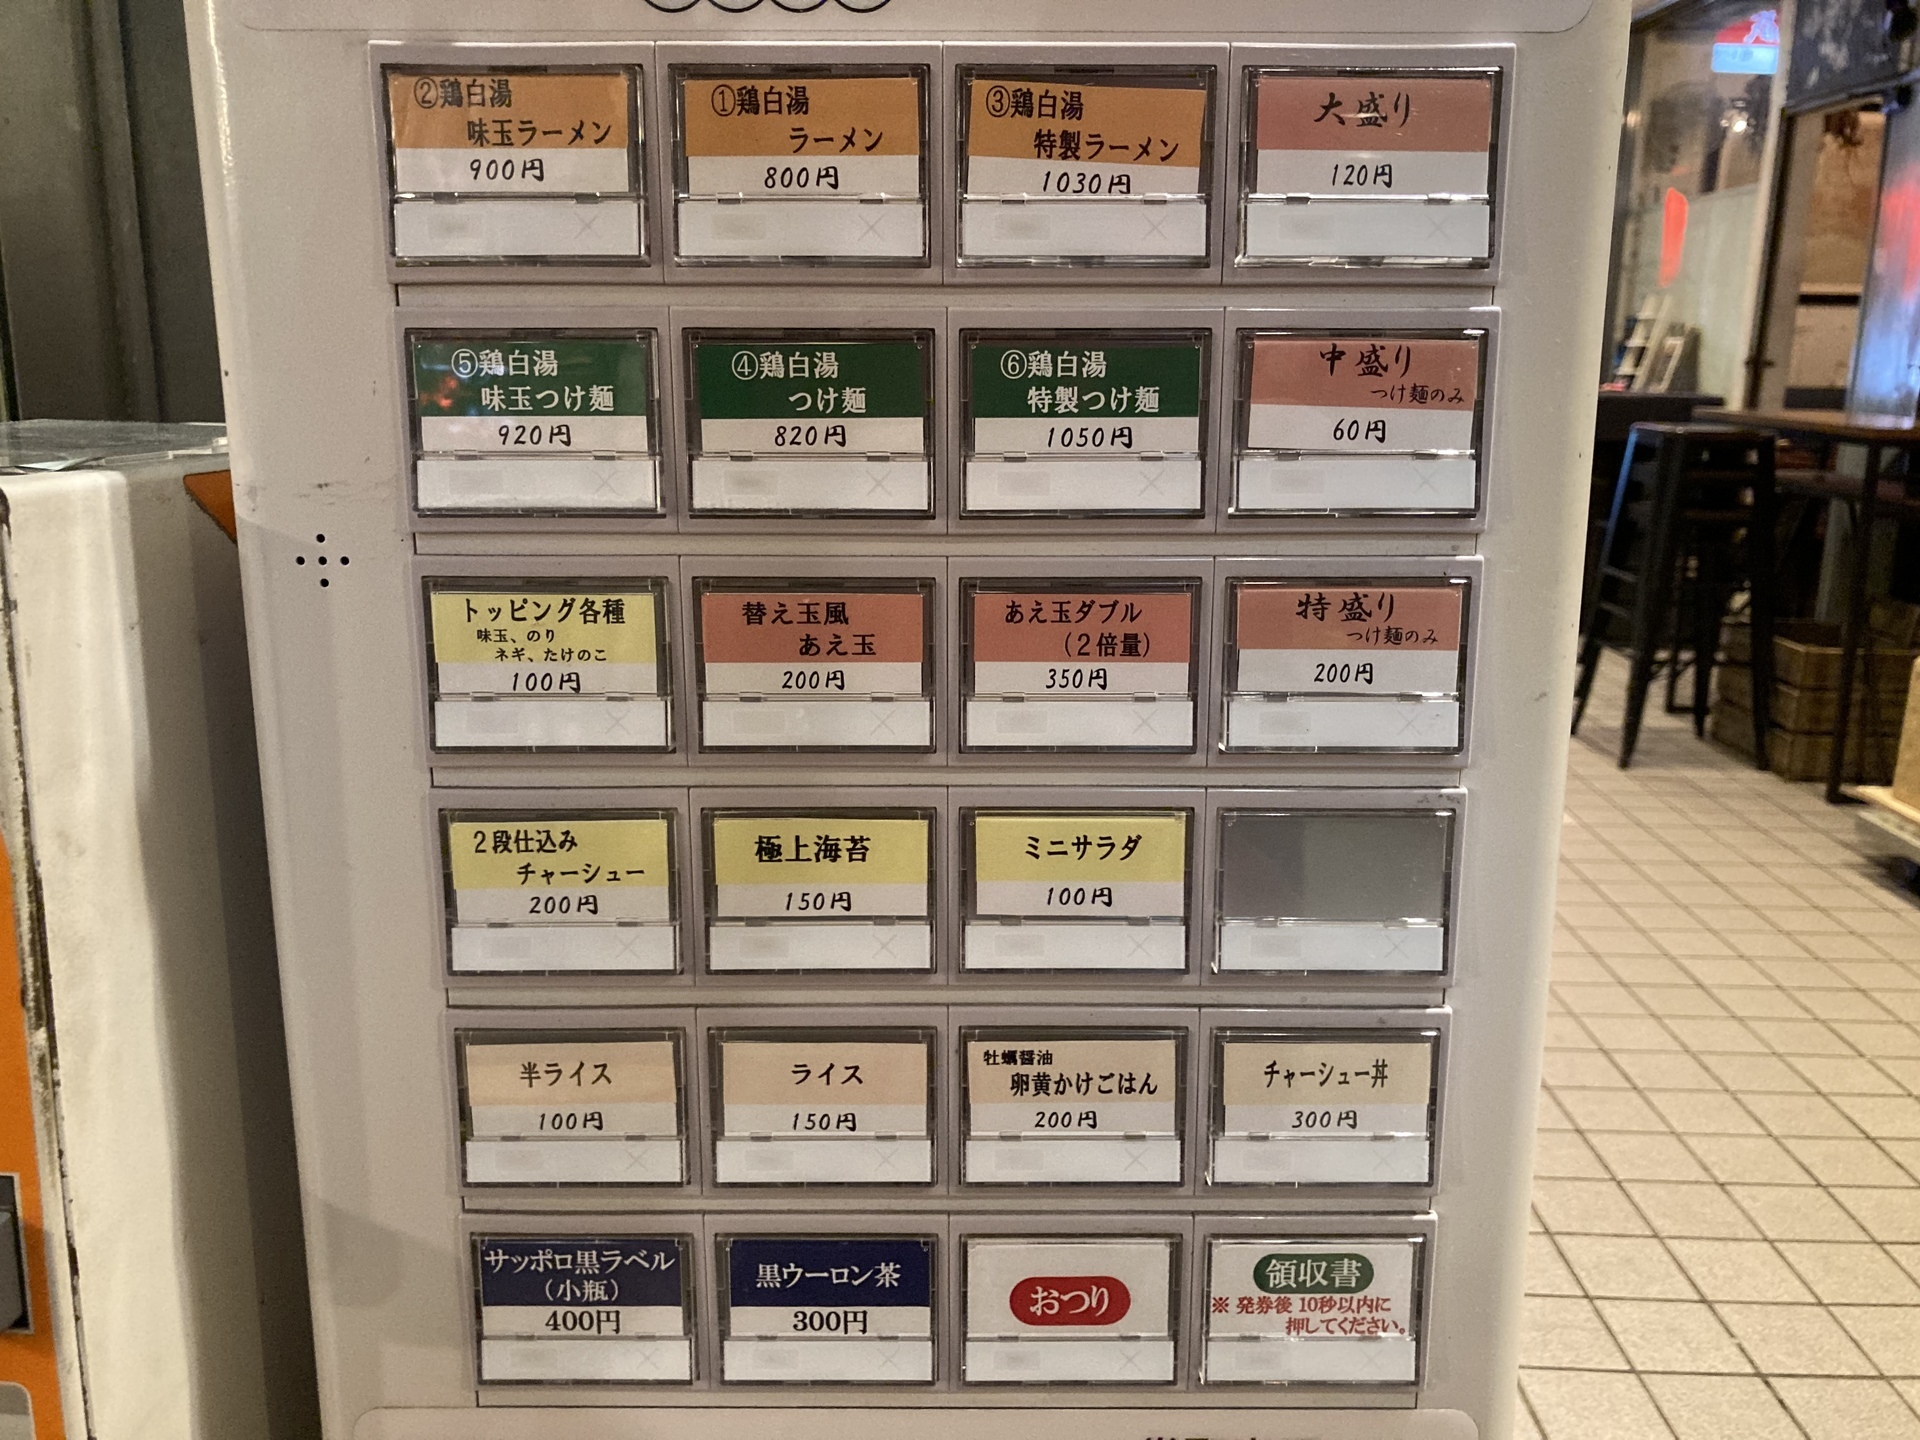 ②鶏白湯
味玉ラーメン
900円
①鶏白湯
ラーメン
800円
③鶏白湯
特製ラーメン
1030円
大盛り
120円
⑤鶏白湯
味玉つけ麺
920円
④鶏白湯
つけ麺
820円
⑥鶏白湯
特製つけ麺
1050円
中盛り
つけ麺のみ
60円
トッピング各種
味玉、のり
ネギ、たけのこ
100円
替え玉風
あえ玉
200円
あえ玉ダブル
(2倍量)
350円
特盛り
つけ麺のみ
200円
2段仕込み
チャーシュー
200円
極上海苔
150円
ミニサラダ
100円
半ライス
100円
ライス
150円
牡蠣醤油
卵黄かけごはん
200円
チャーシュー丼
300円
サッポロ黒ラベル
(小瓶)
400円
黒ウーロン茶
300円
おつり
領収書
※ 発券後 10秒以内に
押してください。